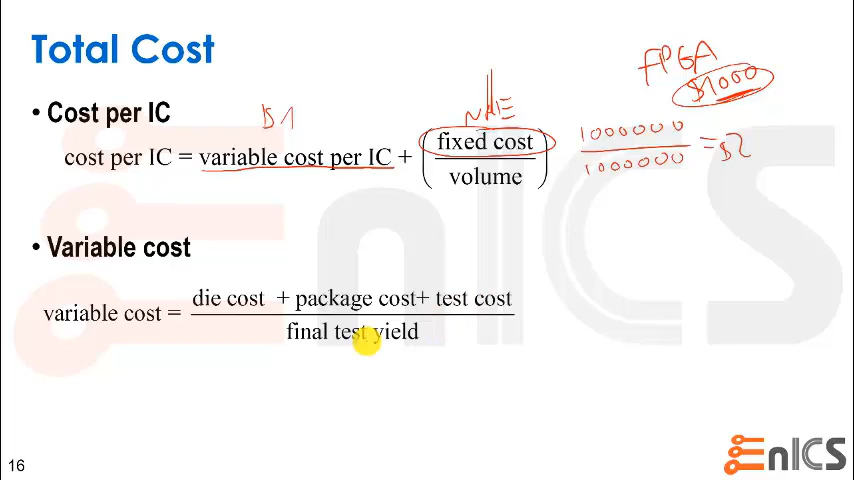 Total Cost
FPGA
$1000
• Cost per IC
$1
NRE
cost per IC = variable cost per IC + ( fixed cost / volume )
1000000 / 1000000 = $2
• Variable cost
variable cost = die cost + package cost+ test cost / final test yield
16
EnICS